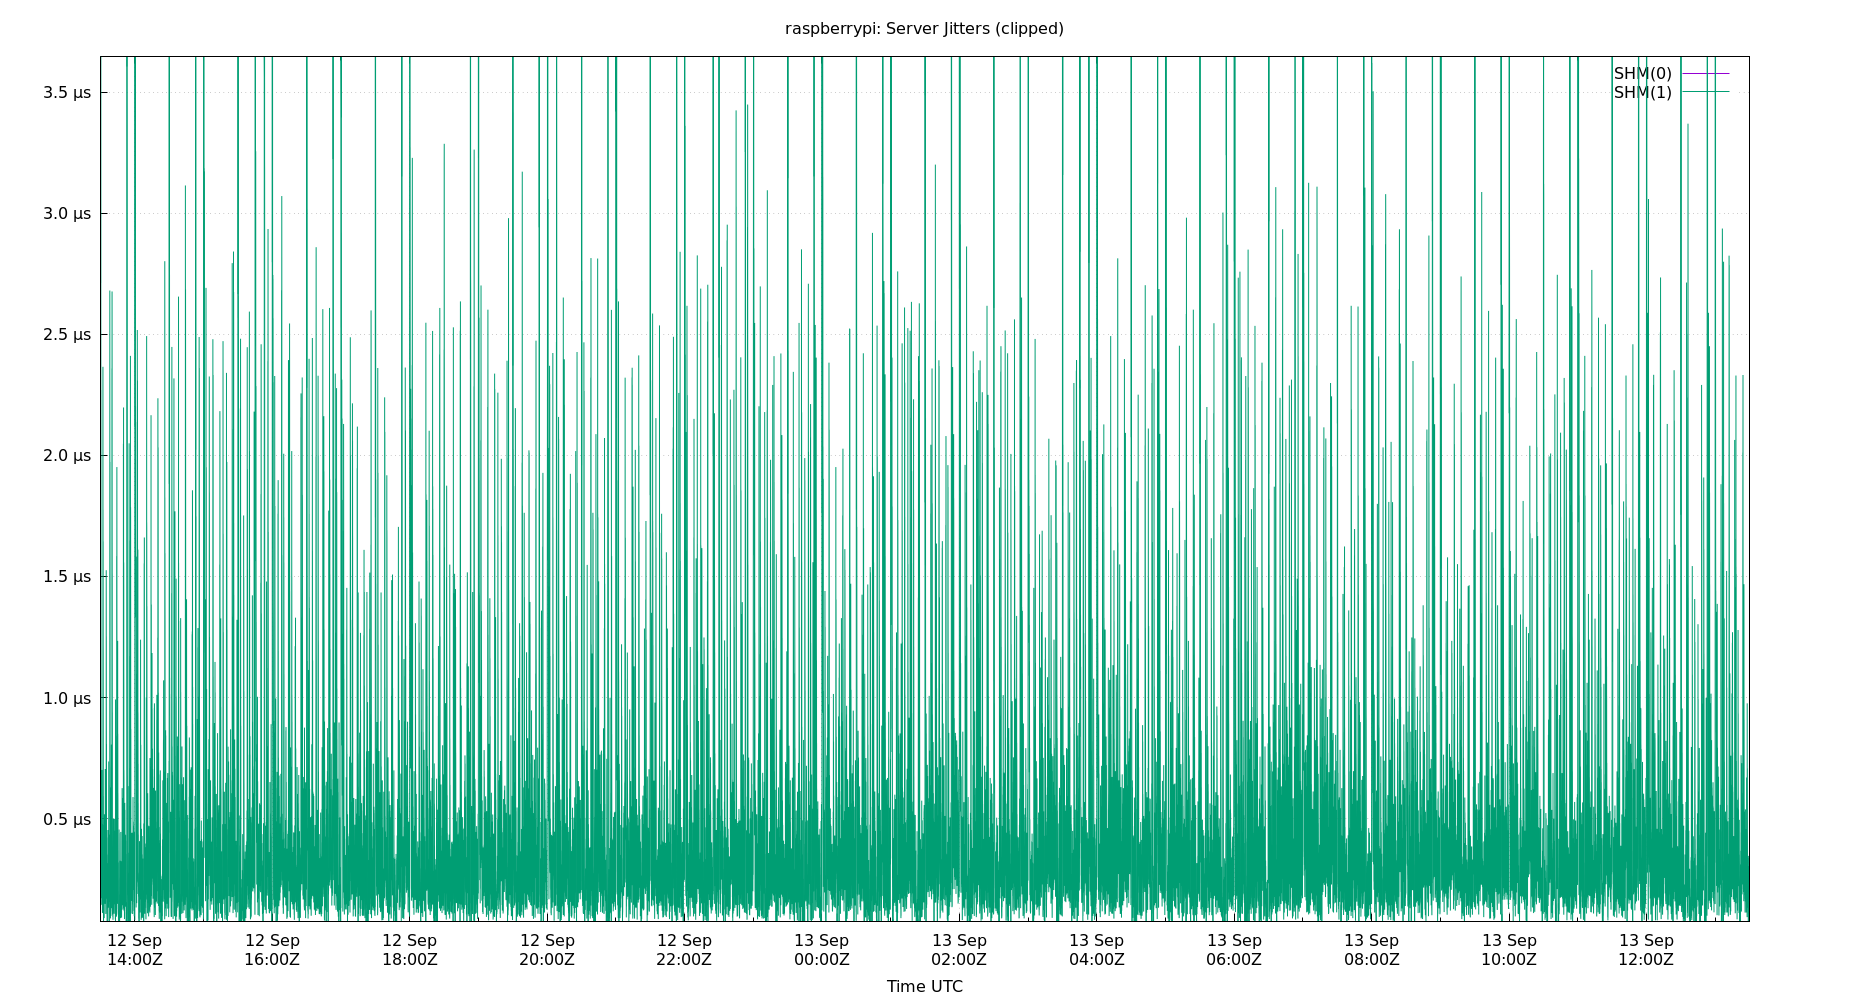 raspberrypi: Server Jitters (clipped)
SHM(0)
SHM(1)
3.5 µs
3.0 µs
2.5 µs
2.0 µs
1.5 µs
1.0 µs
0.5 µs
12 Sep 12 Sep 12 Sep 12 Sep 12 Sep 13 Sep 13 Sep 13 Sep 13 Sep 13 Sep 13 Sep 13 Sep
14:00Z 16:00Z 18:00Z 20:00Z 22:00Z 00:00Z 02:00Z 04:00Z 06:00Z 08:00Z 10:00Z 12:00Z
Time UTC